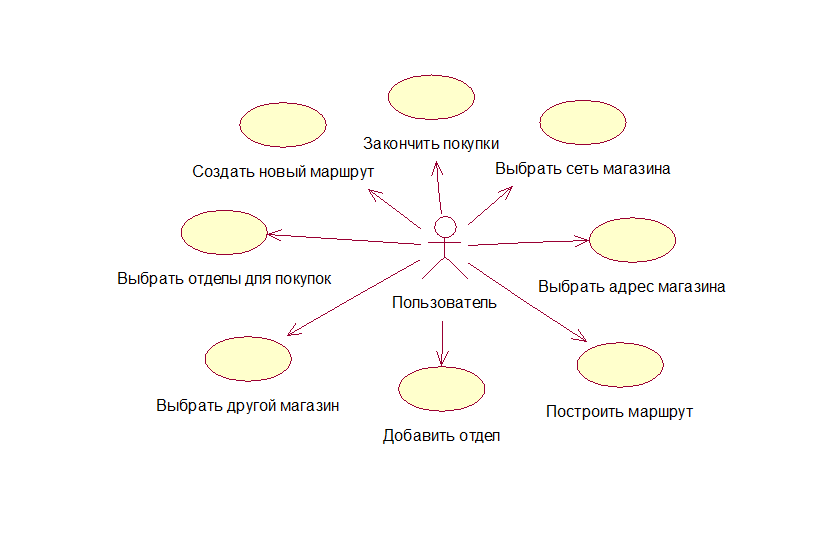 Закончить покупки
Создать новый маршрут
Выбрать сеть магазина
Выбрать отделы для покупок
Выбрать адрес магазина
Пользователь
Выбрать другой магазин
Построить маршрут
Добавить отдел